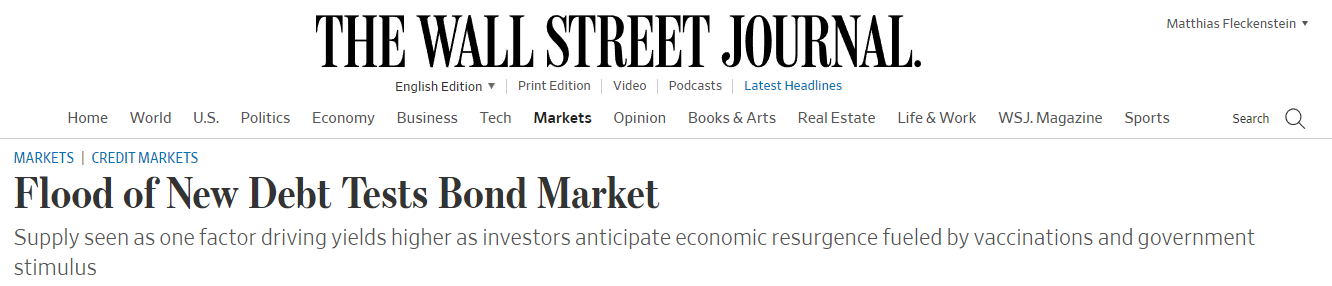 THE WALL STREET JOURNAL.
Matthias Fleckenstein
English Edition Print Edition Video Podcasts Latest Headlines
Home World U.S. Politics Economy Business Tech Markets Opinion Books & Arts Real Estate Life & Work WSJ. Magazine Sports Search
MARKETS | CREDIT MARKETS
Flood of New Debt Tests Bond Market
Supply seen as one factor driving yields higher as investors anticipate economic resurgence fueled by vaccinations and government
stimulus